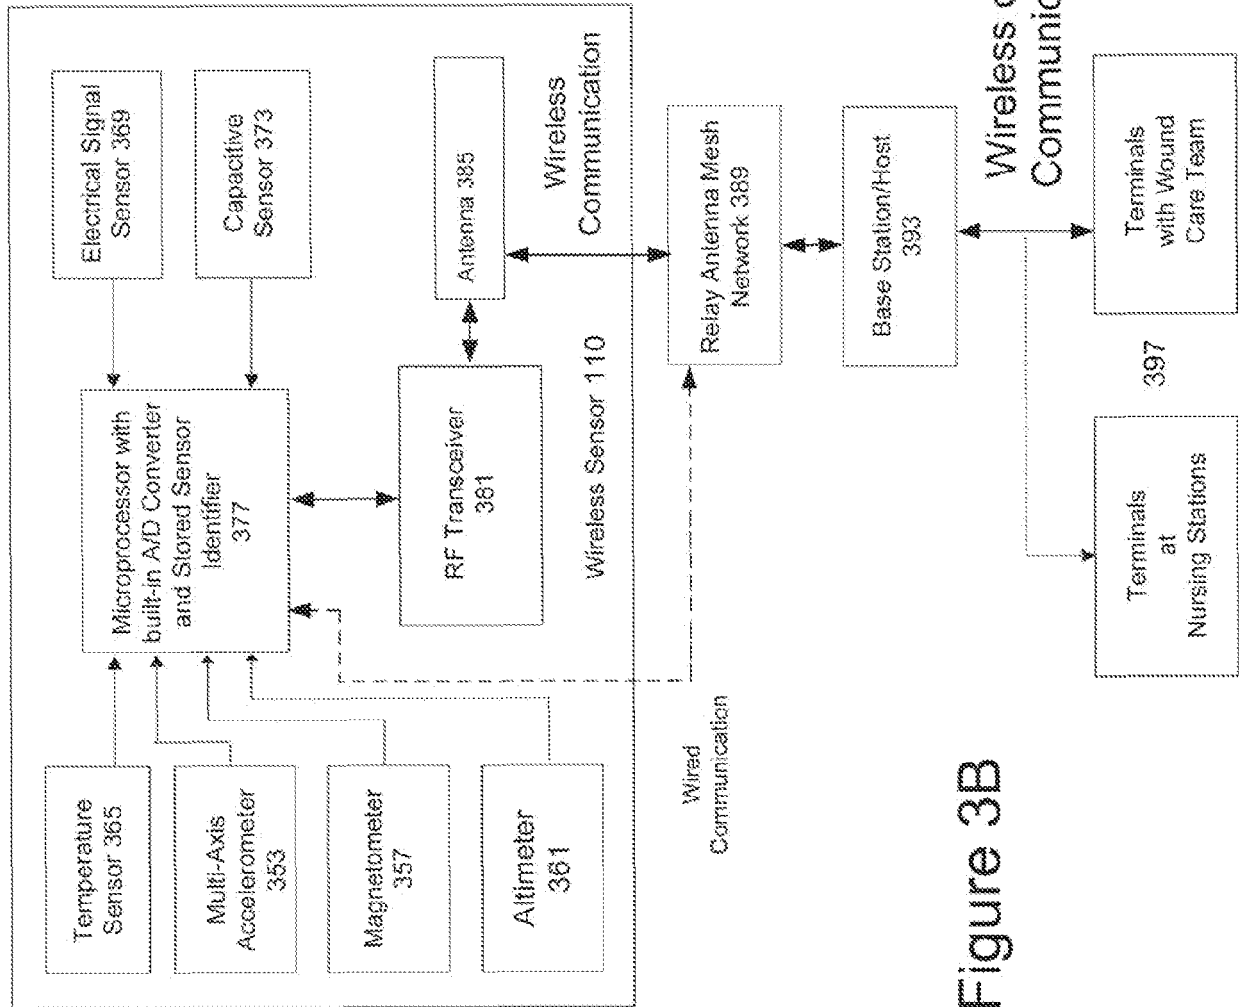 Temperature
Sensor 365
Multi-Axis
Accelerometer
353
Magnetometer
357
Altimeter
361
Microprocessor with
built-in A/D Converter
and Stored Sensor
Identifier
377
Electrical Signal
Sensor 369
Capacitive
Sensor 373
RF Transceiver
381
Antenna 385
Wireless Sensor 110
Wireless
Communication
Wired
Communication
Relay Antenna Mesh
Network 389
Base Station/Host
393
Wireless
Communic
Terminals
at
Nursing Stations
397
Terminals
with Wound
Care Team
Figure 3B